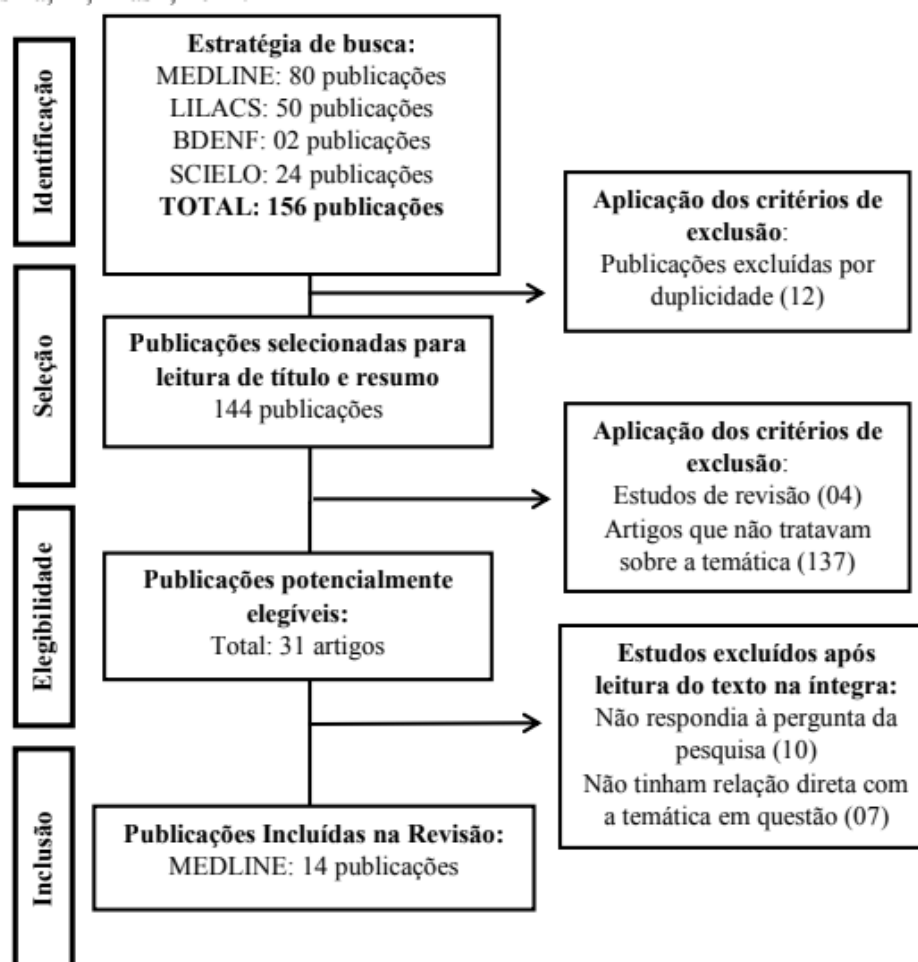 Identificação
Estratégia de busca:
MEDLINE: 80 publicações
LILACS: 50 publicações
BDENF: 02 publicações
SCIELO: 24 publicações
TOTAL: 156 publicações
Aplicação dos critérios de
exclusão:
Publicações excluídas por
duplicidade (12)
Seleção
Publicações selecionadas para
leitura de título e resumo
144 publicações
Aplicação dos critérios de
exclusão:
Estudos de revisão (04)
Artigos que não tratavam
sobre a temática (137)
Elegibilidade
Publicações potencialmente
elegíveis:
Total: 31 artigos
Estudos excluídos após
leitura do texto na íntegra:
Não respondia à pergunta da
pesquisa (10)
Não tinham relação direta com
a temática em questão (07)
Inclusão
Publicações Incluídas na Revisão:
MEDLINE: 14 publicações